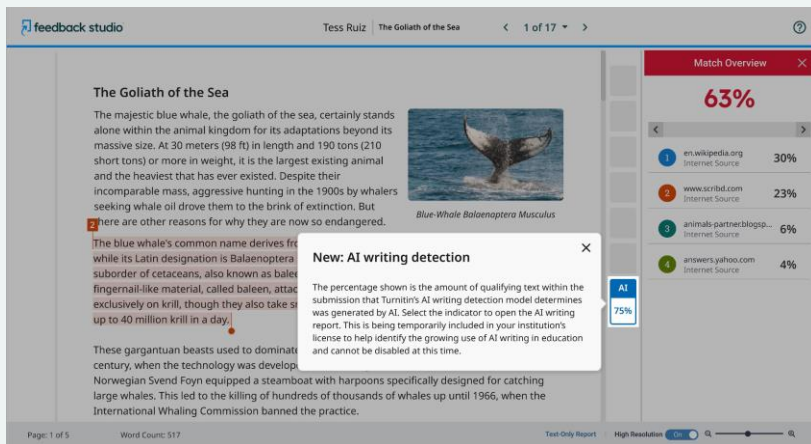 feedback studio
Tess Ruiz
The Goliath of the Sea
1 of 17
The Goliath of the Sea
The majestic blue whale, the goliath of the sea, certainly stands
alone within the animal kingdom for its adaptations beyond its
massive size. At 30 meters (98 ft) in length and 190 tons (210
short tons) or more in weight, it is the largest existing animal
and the heaviest that has ever existed. Despite their
incomparable mass, aggressive hunting in the 1900s by whalers
seeking whale oil drove them to the brink of extinction. But
there are other reasons for why they are now so endangered.
Blue-Whale Balaenoptera Musculus
2
The blue whale's common name derives fro
while its Latin designation is Balaenoptera
suborder of cetaceans, also known as balee
fingernail-like material, called baleen, attac
exclusively on krill, though they also take sm
up to 40 million krill in a day.
These gargantuan beasts used to dominate
century, when the technology was develop
Norwegian Svend Foyn equipped a steamboat with harpoons specifically designed for catching
large whales. This led to the killing of hundreds of thousands of whales up until 1966, when the
International Whaling Commission banned the practice.
New: AI writing detection
The percentage shown is the amount of qualifying text within the
submission that Turnitin's AI writing detection model determines
was generated by AI. Select the indicator to open the AI writing
report. This is being temporarily included in your institution's
license to help identify the growing use of AI writing in education
and cannot be disabled at this time.
AI
75%
Match Overview
63%
1 en.wikipedia.org 30%
Internet Source
2 www.scribd.com 23%
Internet Source
3 animals-partner.blogsp... 6%
Internet Source
4 answers.yahoo.com 4%
Internet Source
Page: 1 of 5
Word Count: 517
Text-Only Report
High Resolution
On